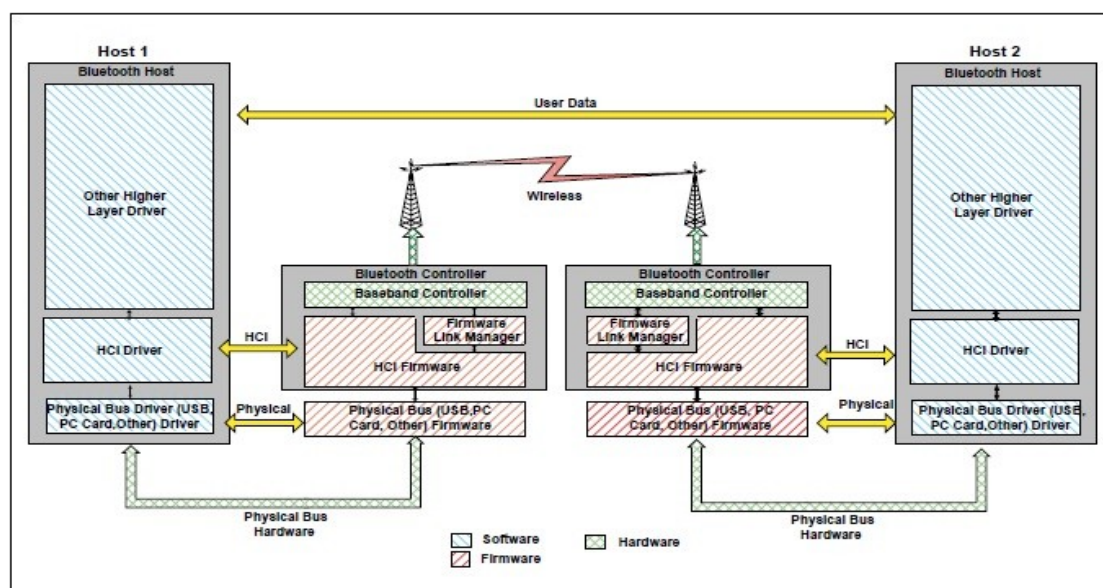 Host 1
Host 2
Bluetooth Host
Bluetooth Host
User Data
Other Higher
Layer Driver
Other Higher
Layer Driver
Wireless
Bluetooth Controller
Bluetooth Controller
Baseband Controller
Baseband Controller
Firmware
Link Manager
Firmware
Link Manager
HCI Driver
HCI
HCI Firmware
HCI Firmware
HCI
HCI Driver
Physical Bus Driver (USB,
PC Card,Other) Driver
Physical
Physical Bus (USB,PC
Card, Other) Firmware
Physical Bus (USB, PC
Card, Other) Firmware
Physical
Physical Bus Driver (USB,
PC Card,Other) Driver
Physical Bus
Hardware
Physical Bus
Hardware
Software
Hardware
Firmware